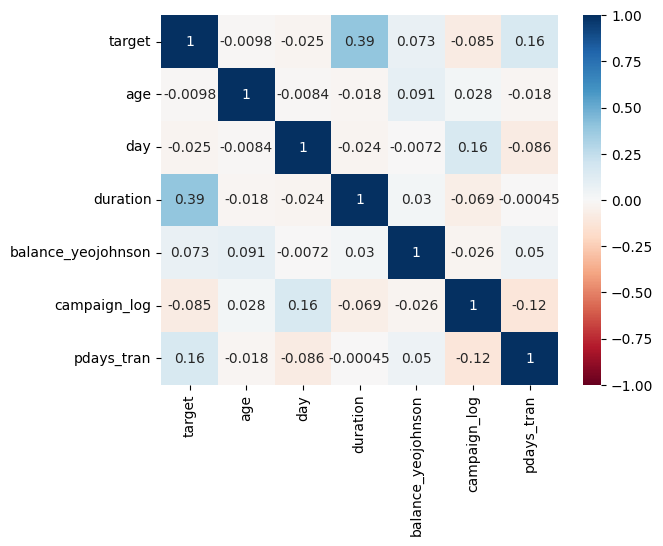 target 1 -0.0098 -0.025 0.39 0.073 -0.085 0.16
age -0.0098 1 -0.0084 -0.018 0.091 0.028 -0.018
day -0.025 -0.0084 1 -0.024 -0.0072 0.16 -0.086
duration 0.39 -0.018 -0.024 1 0.03 -0.069 -0.00045
balance_yeojohnson 0.073 0.091 -0.0072 0.03 1 -0.026 0.05
campaign_log -0.085 0.028 0.16 -0.069 -0.026 1 -0.12
pdays_tran 0.16 -0.018 -0.086 -0.00045 0.05 -0.12 1
target
age
day
duration
balance_yeojohnson
campaign_log
pdays_tran
1.00
0.75
0.50
0.25
0.00
−0.25
−0.50
−0.75
−1.00